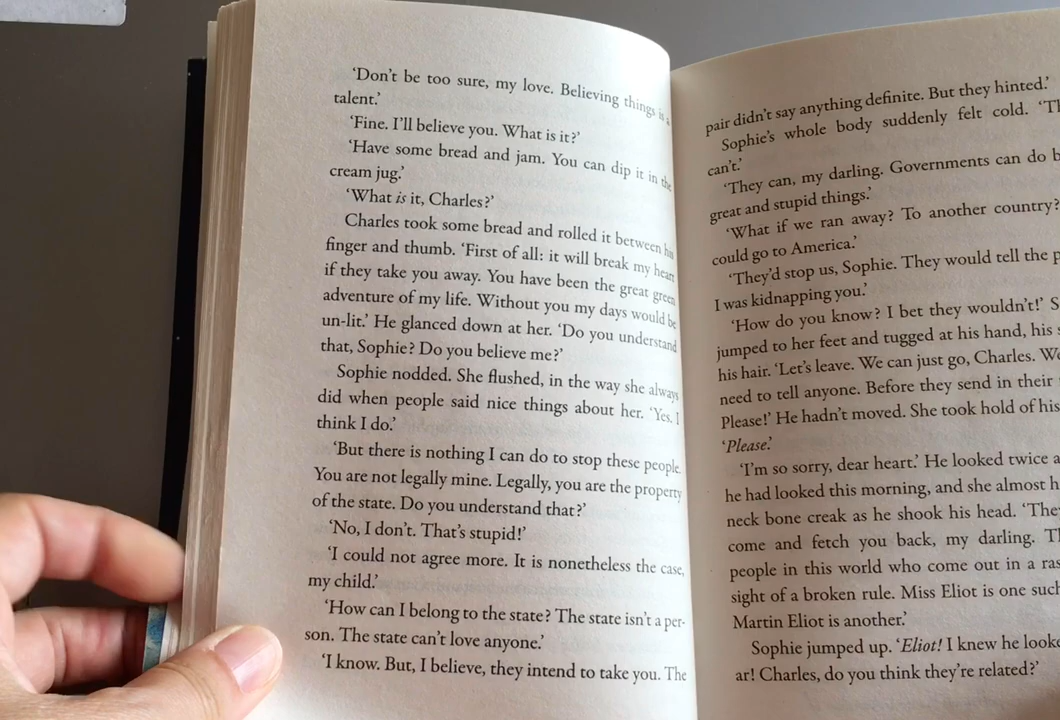 ‘Don’t be too sure, my love. Believing things is a
talent.’
‘Fine. I’ll believe you. What is it?’
‘Have some bread and jam. You can dip it in the
cream jug.’
‘What is it, Charles?’
Charles took some bread and rolled it between his
finger and thumb. ‘First of all: it will break my heart
if they take you away. You have been the great green
adventure of my life. Without you my days would be
un-lit.’ He glanced down at her. ‘Do you understand
that, Sophie? Do you believe me?’
Sophie nodded. She flushed, in the way she always
did when people said nice things about her. ‘Yes. I
think I do.’
‘But there is nothing I can do to stop these people.
You are not legally mine. Legally, you are the property
of the state. Do you understand that?’
‘No, I don’t. That’s stupid!’
‘I could not agree more. It is nonetheless the case,
my child.’
‘How can I belong to the state? The state isn’t a per-
son. The state can’t love anyone.’
‘I know. But, I believe, they intend to take you. The
pair didn’t say anything definite. But they hinted.’
Sophie’s whole body suddenly felt cold.
can’t.’
‘They can, my darling. Governments can do
great and stupid things.’
‘What if we ran away? To another country?
could go to America.’
‘They’d stop us, Sophie. They would tell the
I was kidnapping you.’
‘How do you know? I bet they wouldn’t!’
jumped to her feet and tugged at his hand, his
his hair. ‘Let’s leave. We can just go, Charles.
need to tell anyone. Before they send in their
Please!’ He hadn’t moved. She took hold of his
‘Please.’
‘I’m so sorry, dear heart.’ He looked twice
he had looked this morning, and she almost
neck bone creak as he shook his head.
come and fetch you back, my darling.
people in this world who come out in a
sight of a broken rule. Miss Eliot is one
Martin Eliot is another.’
Sophie jumped up. ‘Eliot! I knew he
ar! Charles, do you think they’re related?’